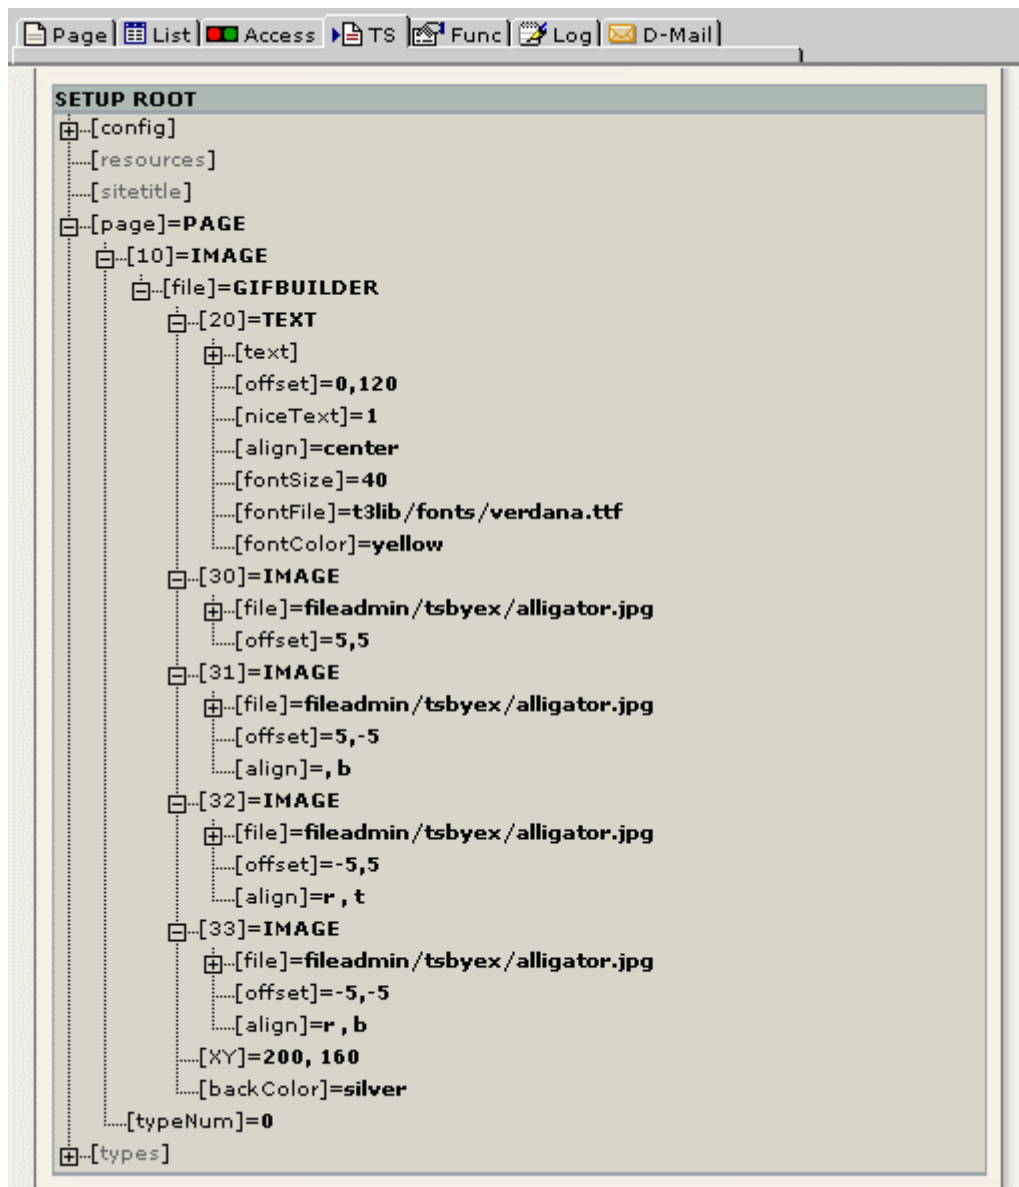 Page List Access TS Func Log D-Mail
SETUP ROOT
[config]
[resources]
[sitetitle]
[page]=PAGE
[10]=IMAGE
[file]=GIFBUILDER
[20]=TEXT
[text]
[offset]=0,120
[niceText]=1
[align]=center
[fontSize]=40
[fontFile]=t3lib/fonts/verdana.ttf
[fontColor]=yellow
[30]=IMAGE
[file]=fileadmin/tsbyex/alligator.jpg
[offset]=5,5
[31]=IMAGE
[file]=fileadmin/tsbyex/alligator.jpg
[offset]=5,-5
[align]=,b
[32]=IMAGE
[file]=fileadmin/tsbyex/alligator.jpg
[offset]=-5,5
[align]=r,t
[33]=IMAGE
[file]=fileadmin/tsbyex/alligator.jpg
[offset]=-5,-5
[align]=r,b
[XY]=200, 160
[backColor]=silver
[typeNum]=0
[types]